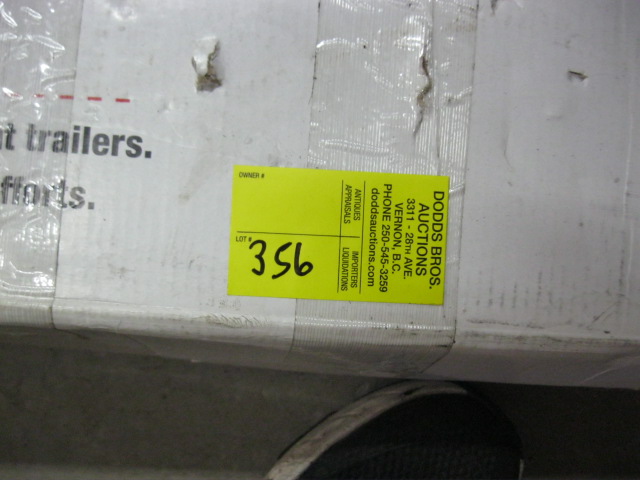 t trailers.
fforts.
OWNER #
LOT #
356
ANTIQUES
APPRAISALS
IMPORTERS
LIQUIDATIONS
DODDS BROS.
AUCTIONS
3311 - 28TH AVE.
VERNON, B.C.
PHONE 250-545-3259
doddsauctions.com